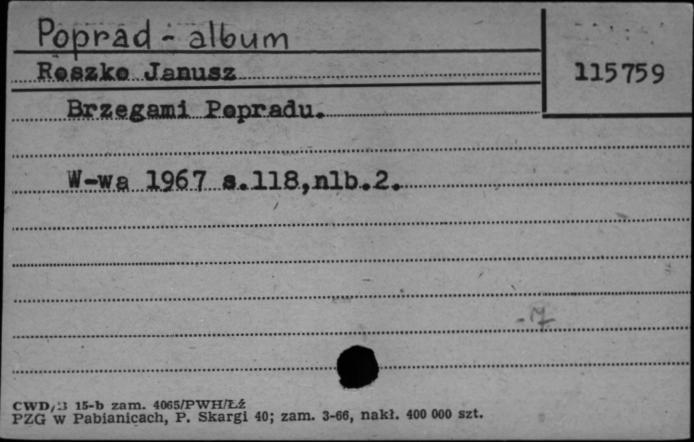 Poprad - album
Roszko Janusz
115759
Brzegami Popradu.
W-wa 1967 s.118,nlb.2.
CWD/3 15-b zam. 4065/PWH/Łź
PZG w Pabianicach, P. Skargi 40; zam. 3-66, nakł. 400 000 szt.